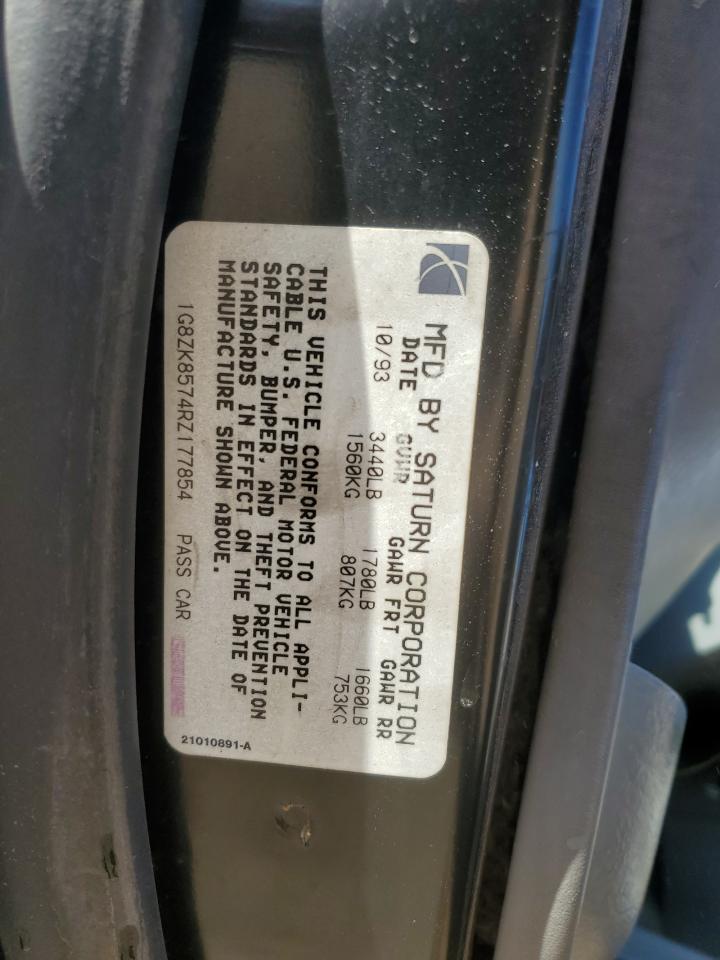 MFD BY SATURN CORPORATION
DATE GVWR GAWR FRT GAWR RR
10/93 3440LB 1780LB 1660LB
1560KG 807KG 753KG
THIS VEHICLE CONFORMS TO ALL APPLI-
CABLE U.S. FEDERAL MOTOR VEHICLE
SAFETY, BUMPER, AND THEFT PREVENTION
STANDARDS IN EFFECT ON THE DATE OF
MANUFACTURE SHOWN ABOVE.
1G8ZK8574RZ177854 PASS CAR
21010891-A